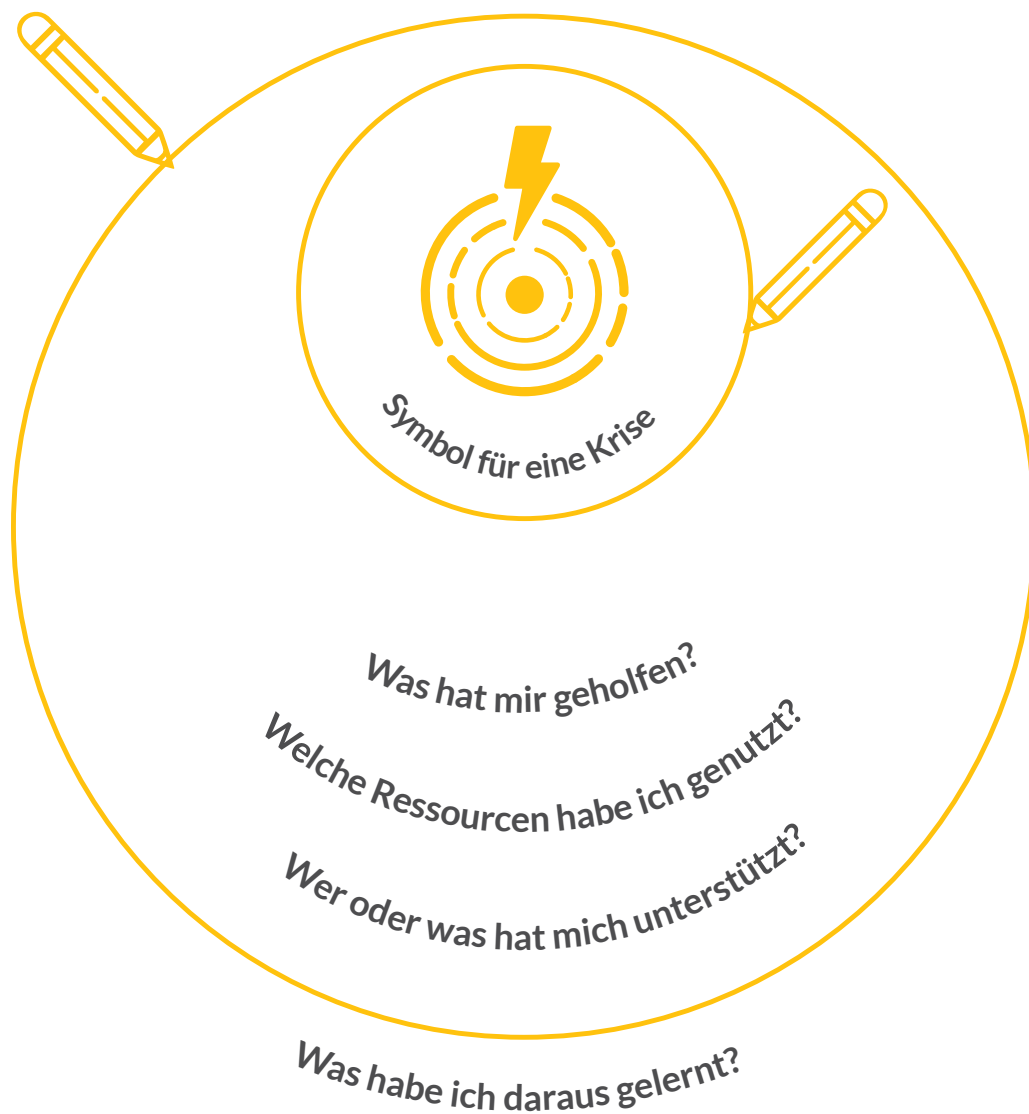 Symbol für eine Krise
Was hat mir geholfen?
Welche Ressourcen habe ich genutzt?
Wer oder was hat mich unterstützt?
Was habe ich daraus gelernt?